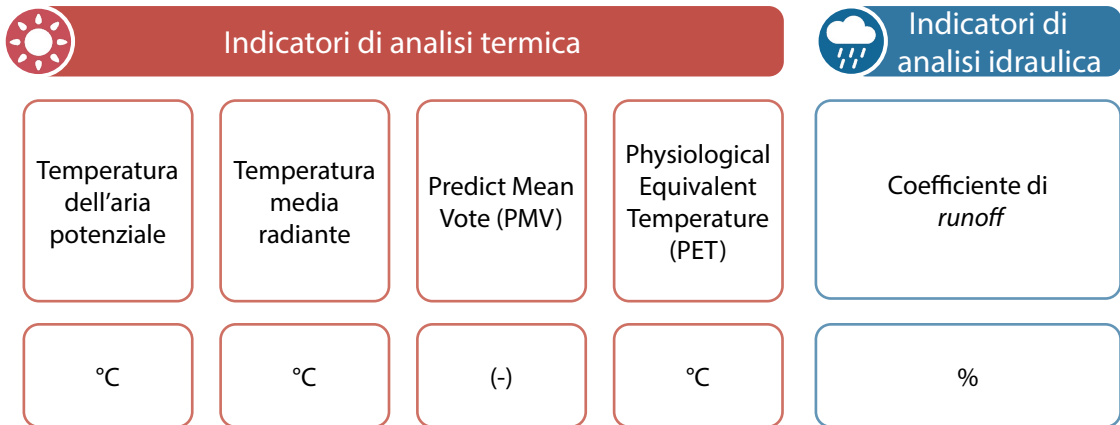 Indicatori di analisi termica
Indicatori di
analisi idraulica
Temperatura
dell’aria
potenziale
Temperatura
media
radiante
Predict Mean
Vote (PMV)
Physiological
Equivalent
Temperature
(PET)
Coefficiente di
runoff
°C
°C
(-)
°C
%